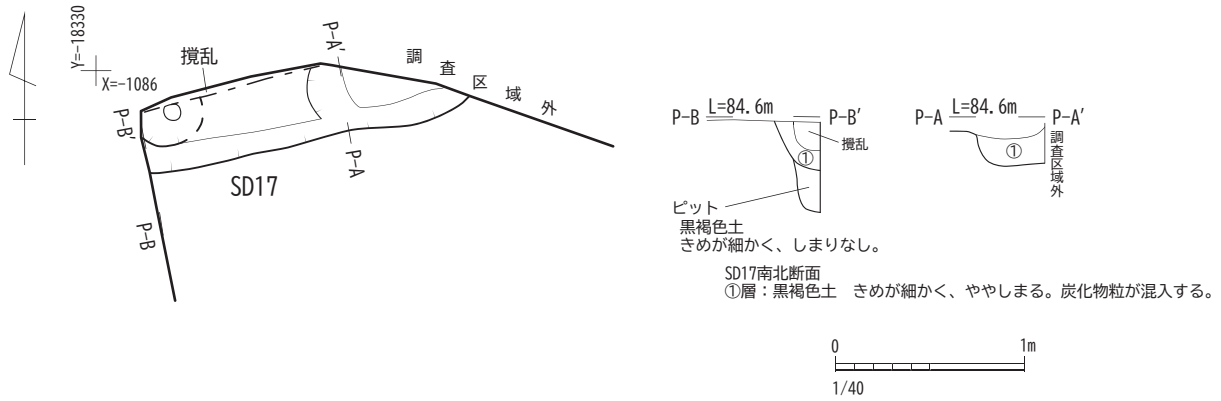 Y=-18330
X=-1086
撹乱
P-A'
調査区域外
P-B'
P-A
SD17
P-B
P-B L=84.6m P-B'
撹乱
①
ピット
黒褐色土
きめが細かく、しまりなし。
P-A L=84.6m P-A'
①
調査区域外
SD17南北断面
①層：黒褐色土　きめが細かく、ややしまる。炭化物粒が混入する。
0 1m
1/40